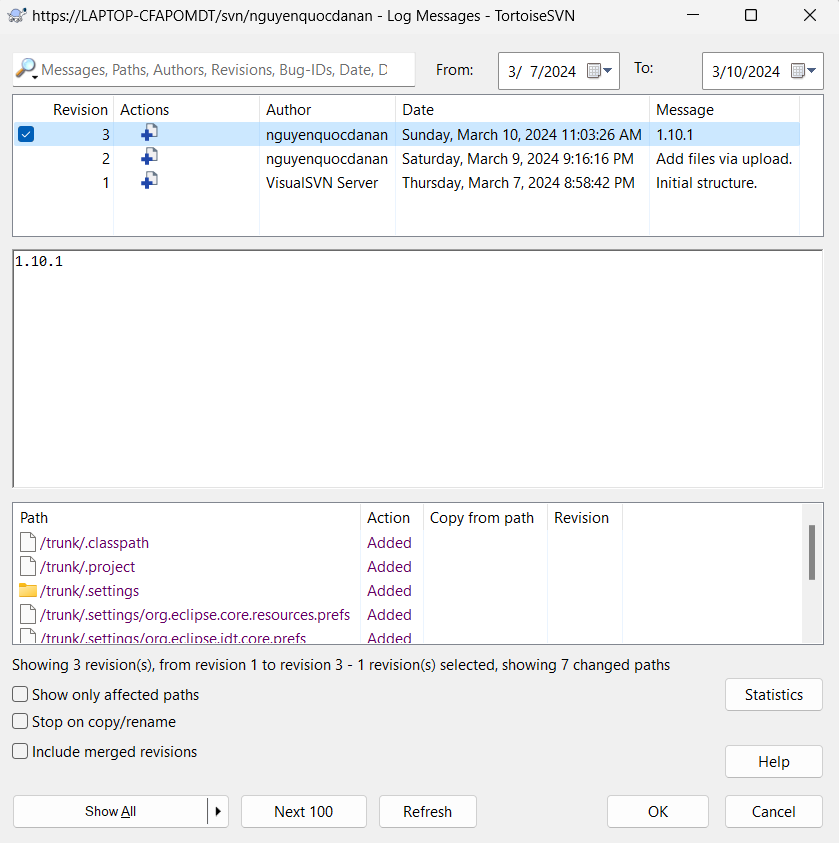 https://LAPTOP-CFAPOMDT/svn/nguyenquocdanan - Log Messages - TortoiseSVN
Messages, Paths, Authors, Revisions, Bug-IDs, Date, D From: 3/ 7/2024 To: 3/10/2024
Revision Actions Author Date Message
3 nguyenquocdanan Sunday, March 10, 2024 11:03:26 AM 1.10.1
2 nguyenquocdanan Saturday, March 9, 2024 9:16:16 PM Add files via upload.
1 VisualSVN Server Thursday, March 7, 2024 8:58:42 PM Initial structure.
1.10.1
Path Action Copy from path Revision
/trunk/.classpath Added
/trunk/.project Added
/trunk/.settings Added
/trunk/.settings/org.eclipse.core.resources.prefs Added
/trunk/.settings/org.eclipse.jdt.core.prefs Added
Showing 3 revision(s), from revision 1 to revision 3 - 1 revision(s) selected, showing 7 changed paths
Show only affected paths
Statistics
Stop on copy/rename
Include merged revisions
Help
Show All Next 100 Refresh OK Cancel